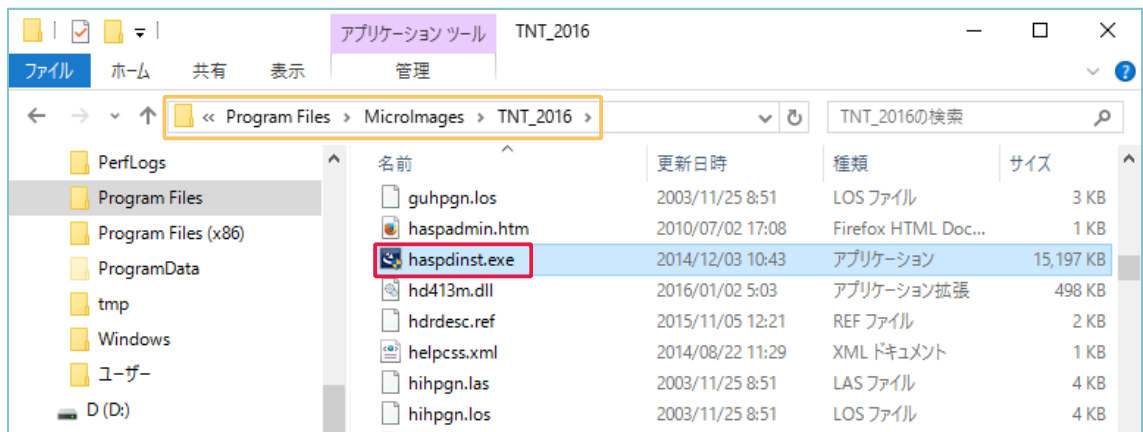 アプリケーション ツール TNT_2016
ファイル ホーム 共有 表示 管理
« Program Files › MicroImages › TNT_2016 › TNT_2016の検索
PerfLogs
Program Files
Program Files (x86)
ProgramData
tmp
Windows
ユーザー
D (D:)
名前 更新日時 種類 サイズ
guhpgn.los 2003/11/25 8:51 LOS ファイル 3 KB
haspadmin.htm 2010/07/02 17:08 Firefox HTML Doc... 1 KB
haspdinst.exe 2014/12/03 10:43 アプリケーション 15,197 KB
hd413m.dll 2016/01/02 5:03 アプリケーション拡張 498 KB
hdrdesc.ref 2015/11/05 12:21 REF ファイル 2 KB
helpcss.xml 2014/08/22 11:29 XML ドキュメント 1 KB
hihpgn.las 2003/11/25 8:51 LAS ファイル 4 KB
hihpgn.los 2003/11/25 8:51 LOS ファイル 4 KB